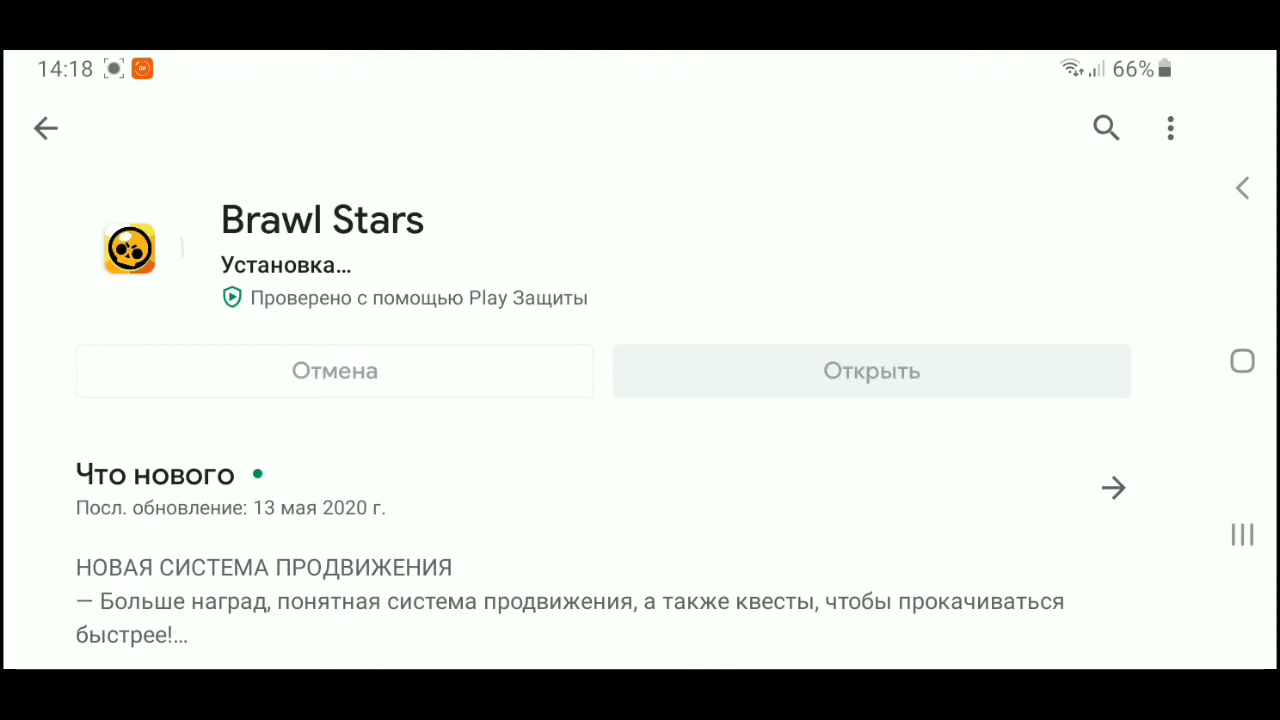 14:18
66%
Brawl Stars
Установка...
Проверено с помощью Play Защиты
Отмена
Открыть
Что нового
Посл. обновление: 13 мая 2020 г.
НОВАЯ СИСТЕМА ПРОДВИЖЕНИЯ
— Больше наград, понятная система продвижения, а также квесты, чтобы прокачиваться
быстрее!...